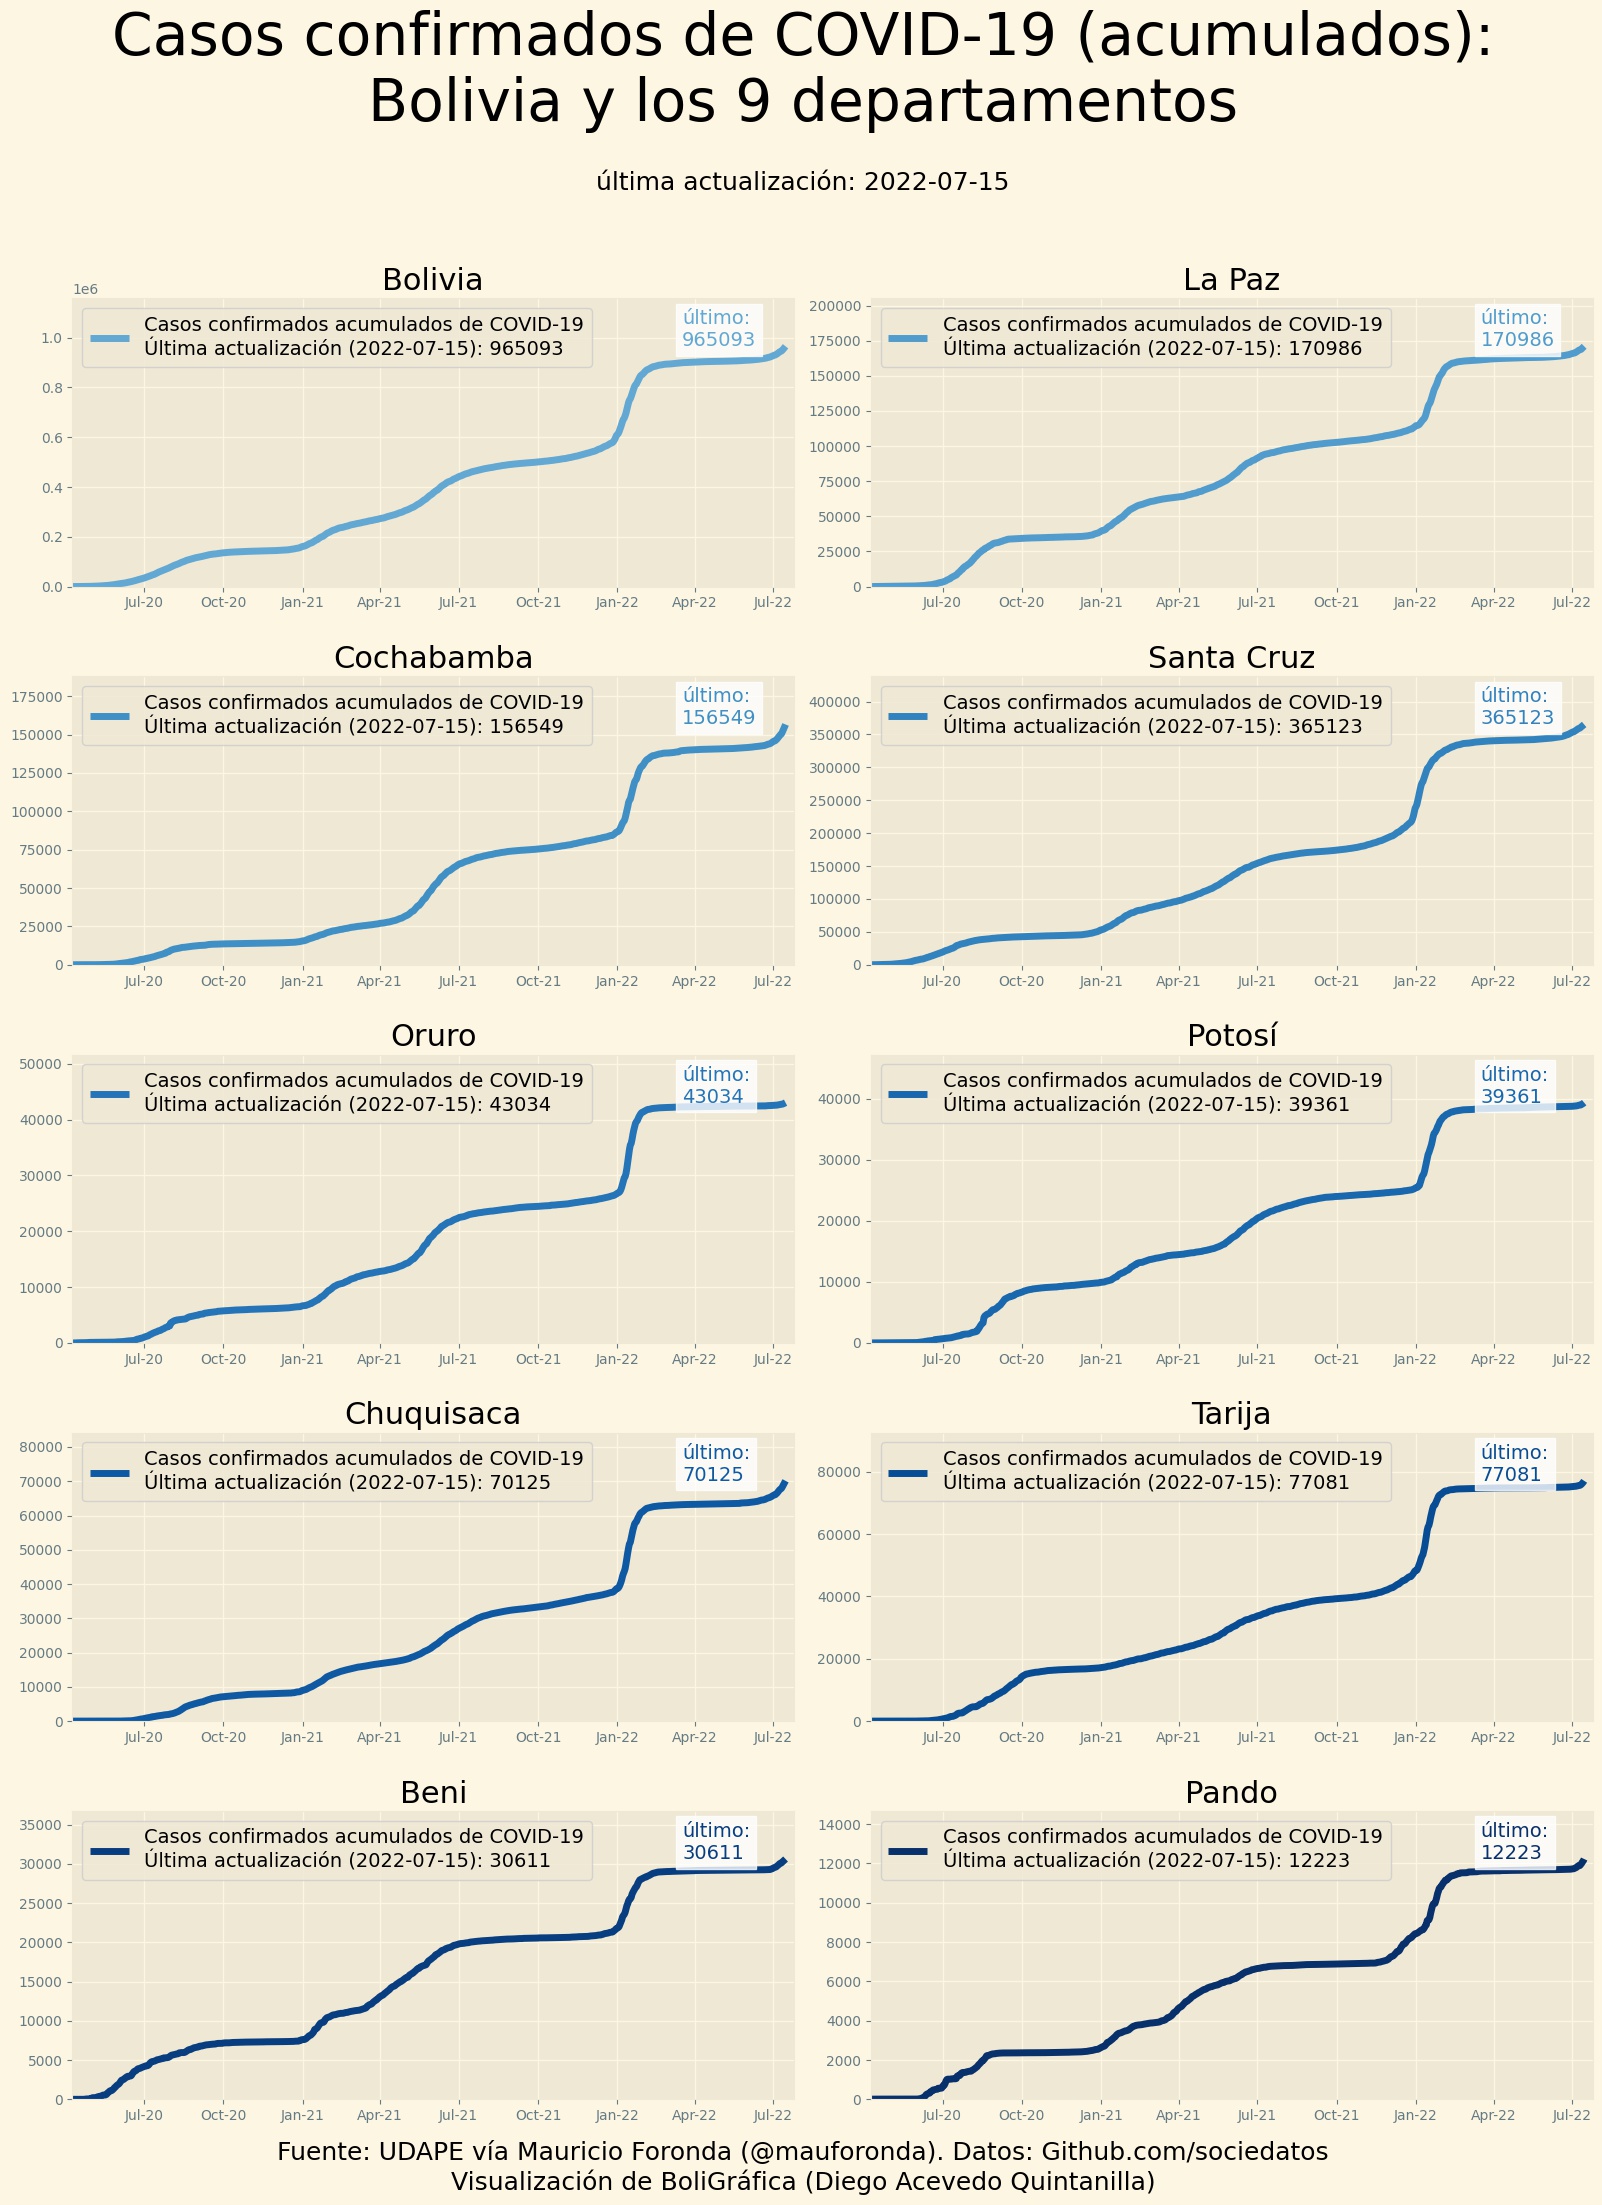 Casos confirmados de COVID-19 (acumulados):
Bolivia y los 9 departamentos
última actualización: 2022-07-15
Bolivia
1e6
Casos confirmados acumulados de COVID-19
Última actualización (2022-07-15): 965093
último:
965093
1.0
0.8
0.6
0.4
0.2
0.0
Jul-20 Oct-20 Jan-21 Apr-21 Jul-21 Oct-21 Jan-22 Apr-22 Jul-22
La Paz
Casos confirmados acumulados de COVID-19
Última actualización (2022-07-15): 170986
último:
170986
200000
175000
150000
125000
100000
75000
50000
25000
0
Jul-20 Oct-20 Jan-21 Apr-21 Jul-21 Oct-21 Jan-22 Apr-22 Jul-22
Cochabamba
Casos confirmados acumulados de COVID-19
Última actualización (2022-07-15): 156549
último:
156549
175000
150000
125000
100000
75000
50000
25000
0
Jul-20 Oct-20 Jan-21 Apr-21 Jul-21 Oct-21 Jan-22 Apr-22 Jul-22
Santa Cruz
Casos confirmados acumulados de COVID-19
Última actualización (2022-07-15): 365123
último:
365123
400000
350000
300000
250000
200000
150000
100000
50000
0
Jul-20 Oct-20 Jan-21 Apr-21 Jul-21 Oct-21 Jan-22 Apr-22 Jul-22
Oruro
Casos confirmados acumulados de COVID-19
Última actualización (2022-07-15): 43034
último:
43034
50000
40000
30000
20000
10000
0
Jul-20 Oct-20 Jan-21 Apr-21 Jul-21 Oct-21 Jan-22 Apr-22 Jul-22
Potosí
Casos confirmados acumulados de COVID-19
Última actualización (2022-07-15): 39361
último:
39361
40000
30000
20000
10000
0
Jul-20 Oct-20 Jan-21 Apr-21 Jul-21 Oct-21 Jan-22 Apr-22 Jul-22
Chuquisaca
Casos confirmados acumulados de COVID-19
Última actualización (2022-07-15): 70125
último:
70125
80000
70000
60000
50000
40000
30000
20000
10000
0
Jul-20 Oct-20 Jan-21 Apr-21 Jul-21 Oct-21 Jan-22 Apr-22 Jul-22
Tarija
Casos confirmados acumulados de COVID-19
Última actualización (2022-07-15): 77081
último:
77081
80000
60000
40000
20000
0
Jul-20 Oct-20 Jan-21 Apr-21 Jul-21 Oct-21 Jan-22 Apr-22 Jul-22
Beni
Casos confirmados acumulados de COVID-19
Última actualización (2022-07-15): 30611
último:
30611
35000
30000
25000
20000
15000
10000
5000
0
Jul-20 Oct-20 Jan-21 Apr-21 Jul-21 Oct-21 Jan-22 Apr-22 Jul-22
Pando
Casos confirmados acumulados de COVID-19
Última actualización (2022-07-15): 12223
último:
12223
14000
12000
10000
8000
6000
4000
2000
0
Jul-20 Oct-20 Jan-21 Apr-21 Jul-21 Oct-21 Jan-22 Apr-22 Jul-22
Fuente: UDAPE vía Mauricio Foronda (@mauforonda). Datos: Github.com/sociedatos
Visualización de BoliGráfica (Diego Acevedo Quintanilla)